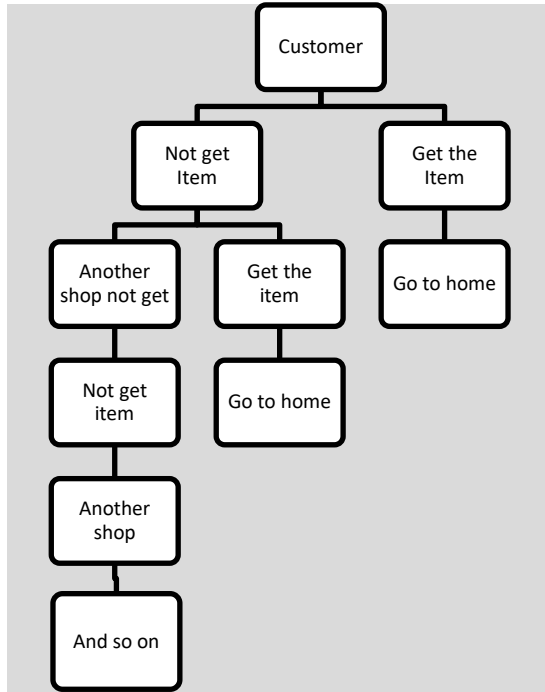 Customer
Not get
Item
Get the
Item
Another
shop not get
Get the
item
Go to home
Not get
item
Go to home
Another
shop
And so on